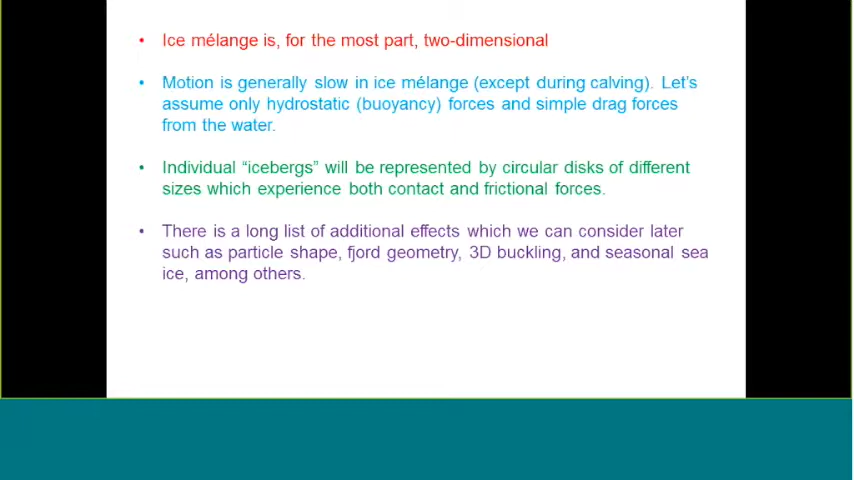 • Ice mélange is, for the most part, two-dimensional
• Motion is generally slow in ice mélange (except during calving). Let's
assume only hydrostatic (buoyancy) forces and simple drag forces
from the water.
• Individual “icebergs” will be represented by circular disks of different
sizes which experience both contact and frictional forces.
• There is a long list of additional effects which we can consider later
such as particle shape, fjord geometry, 3D buckling, and seasonal sea
ice, among others.